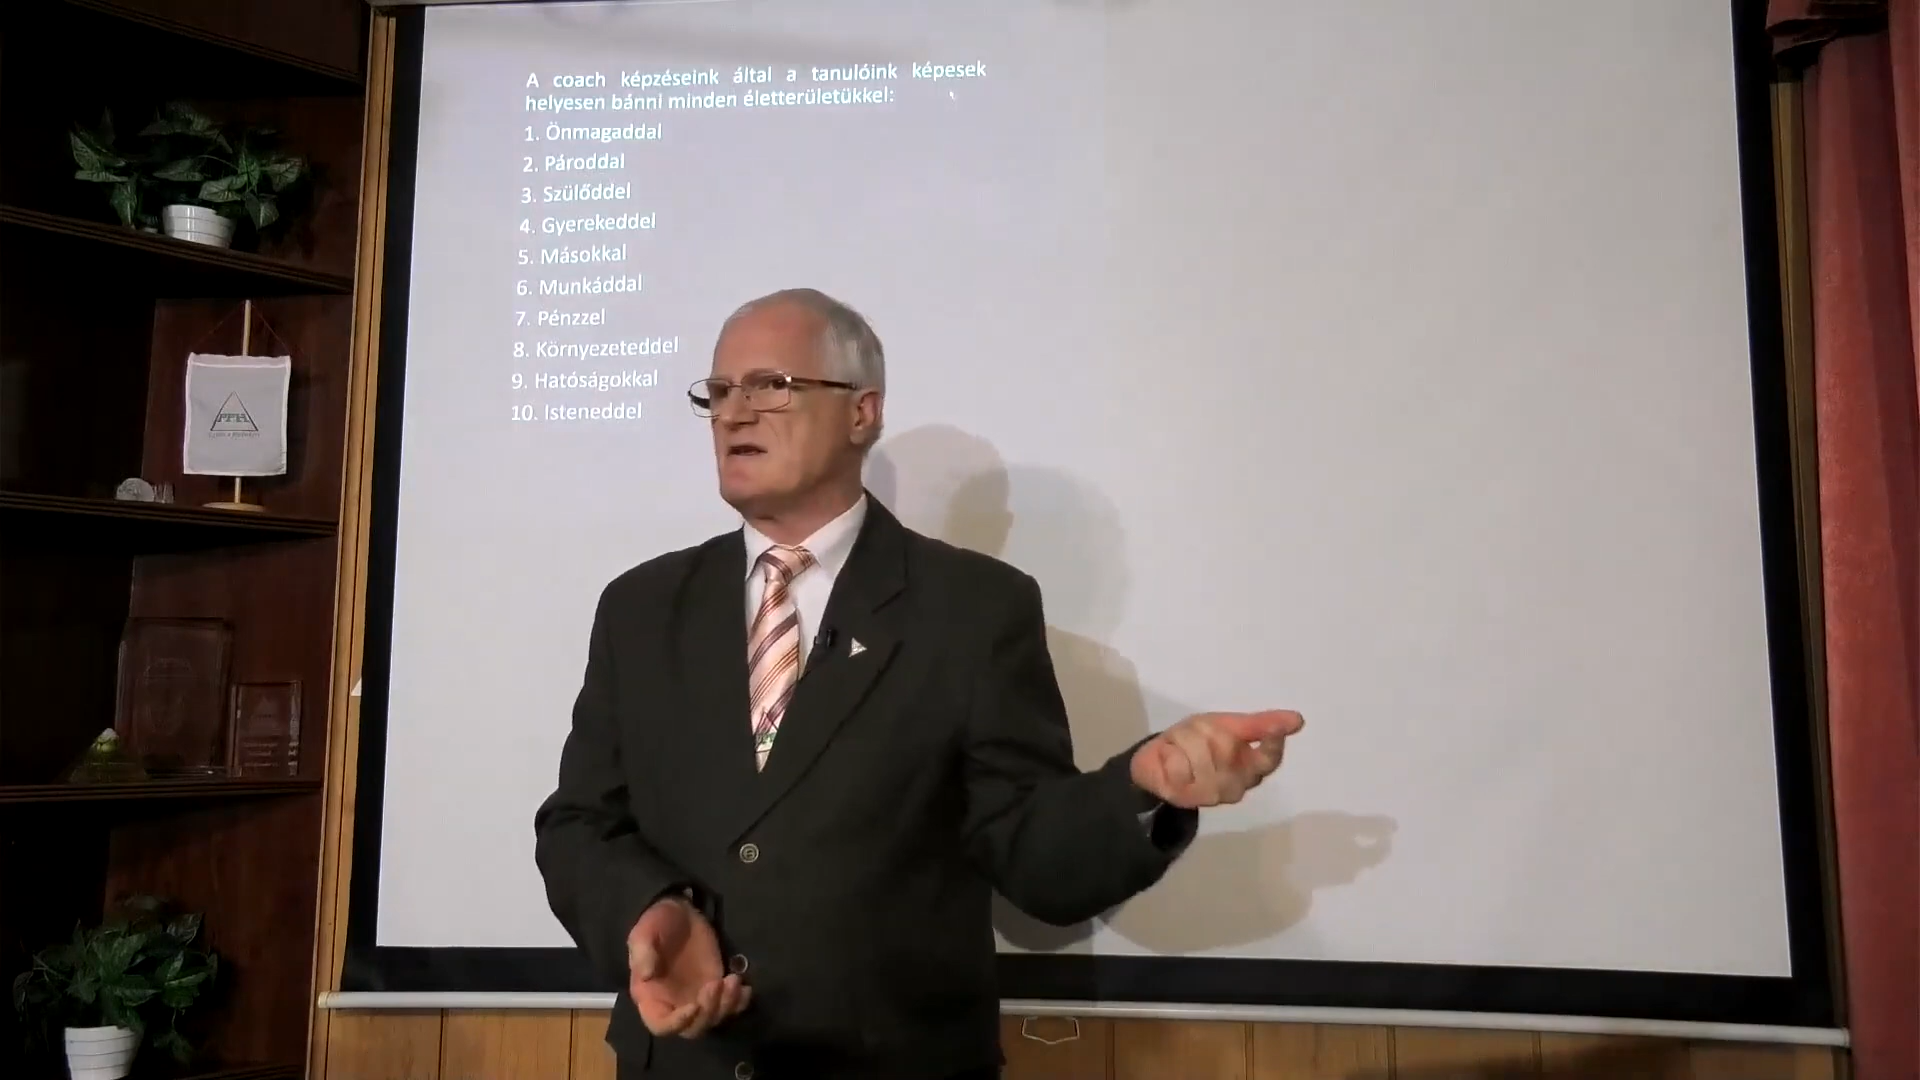 A coach képzéseink által a tanulóink képesek
helyesen bánni minden életterületükkel:
1. Önmagaddal
2. Pároddal
3. Szülőddel
4. Gyerekeddel
5. Másokkal
6. Munkáddal
7. Pénzzel
8. Környezeteddel
9. Hatóságokkal
10. Isteneddel